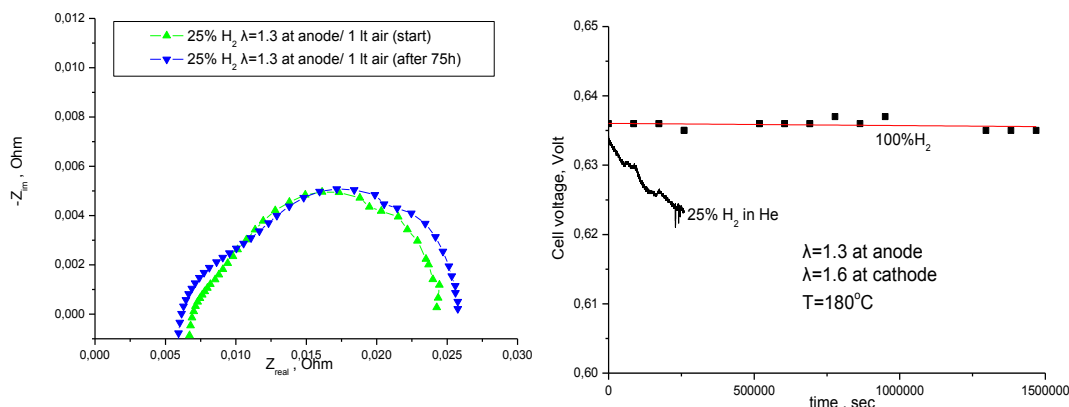 25% H₂ λ=1.3 at anode/ 1 lt air (start)
25% H₂ λ=1.3 at anode/ 1 lt air (after 75h)
-Z_im , Ohm
0,012
0,010
0,008
0,006
0,004
0,002
0,000
0,000 0,005 0,010 0,015 0,020 0,025 0,030
Z_real , Ohm
Cell voltage, Volt
0,65
0,64
0,63
0,62
0,61
0,60
100%H₂
25% H₂ in He
λ=1.3 at anode
λ=1.6 at cathode
T=180°C
0 500000 1000000 1500000
time , sec